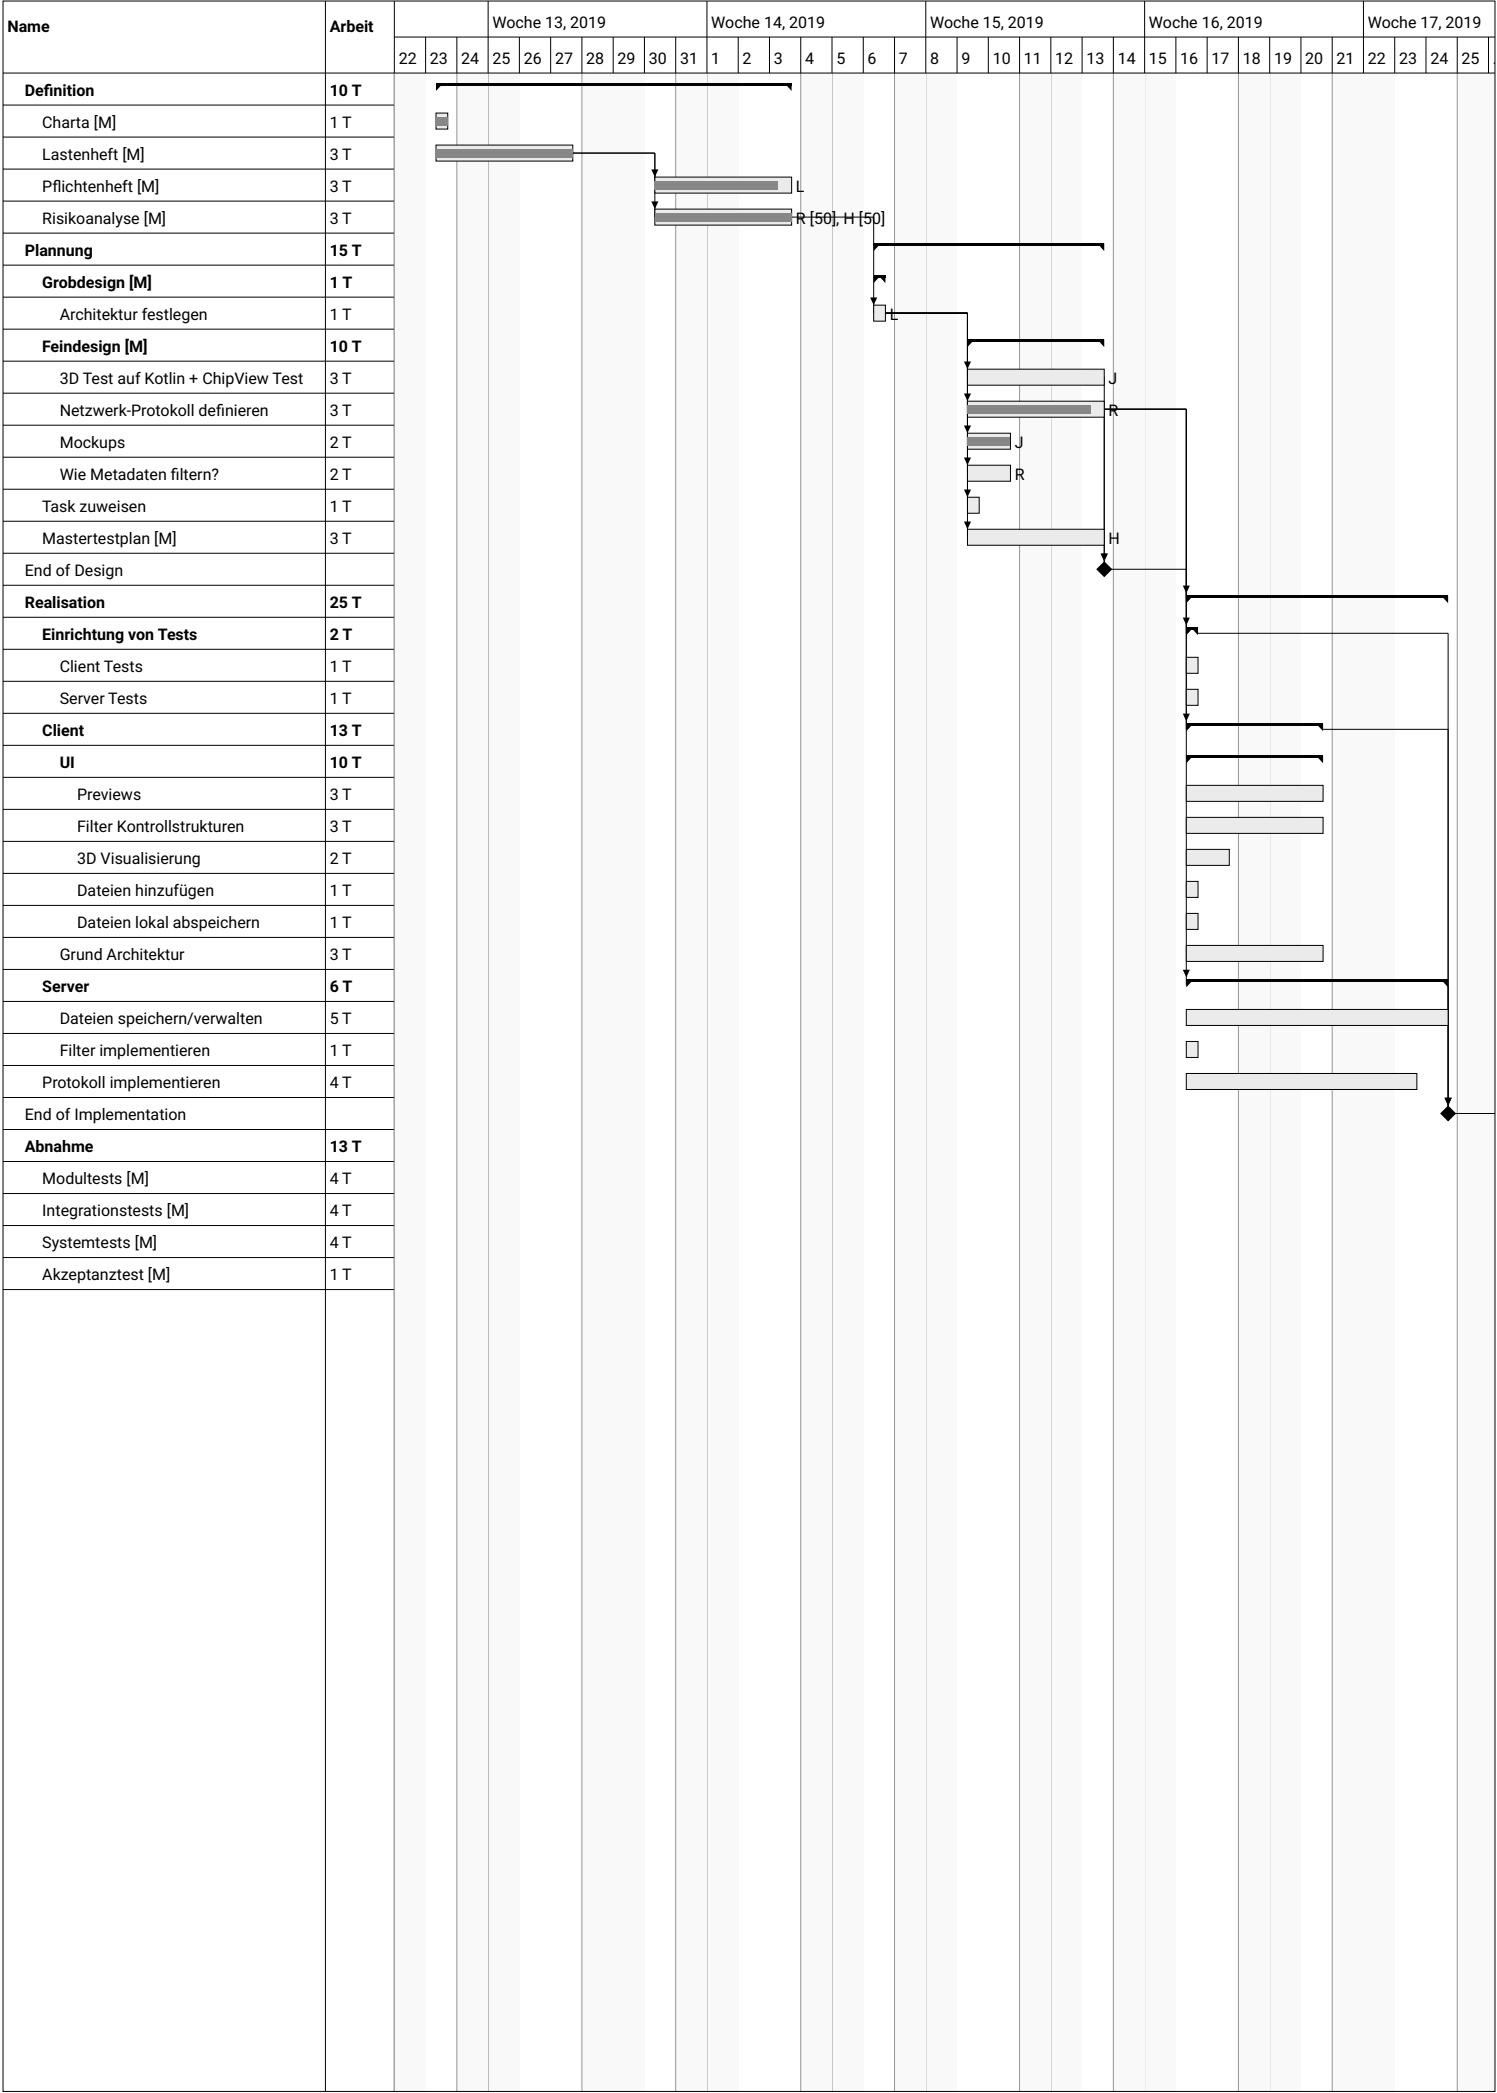 Name Arbeit Woche 13, 2019 Woche 14, 2019 Woche 15, 2019 Woche 16, 2019 Woche 17, 2019
22 23 24 25 26 27 28 29 30 31 1 2 3 4 5 6 7 8 9 10 11 12 13 14 15 16 17 18 19 20 21 22 23 24 25
Definition 10 T
Charta [M] 1 T
Lastenheft [M] 3 T
Pflichtenheft [M] 3 T L
Risikoanalyse [M] 3 T R [50], H [50]
Plannung 15 T
Grobdesign [M] 1 T
Architektur festlegen 1 T L
Feindesign [M] 10 T
3D Test auf Kotlin + ChipView Test 3 T J
Netzwerk-Protokoll definieren 3 T R
Mockups 2 T J
Wie Metadaten filtern? 2 T R
Task zuweisen 1 T
Mastertestplan [M] 3 T H
End of Design
Realisation 25 T
Einrichtung von Tests 2 T
Client Tests 1 T
Server Tests 1 T
Client 13 T
UI 10 T
Previews 3 T
Filter Kontrollstrukturen 3 T
3D Visualisierung 2 T
Dateien hinzufügen 1 T
Dateien lokal abspeichern 1 T
Grund Architektur 3 T
Server 6 T
Dateien speichern/verwalten 5 T
Filter implementieren 1 T
Protokoll implementieren 4 T
End of Implementation
Abnahme 13 T
Modultests [M] 4 T
Integrationstests [M] 4 T
Systemtests [M] 4 T
Akzeptanztest [M] 1 T